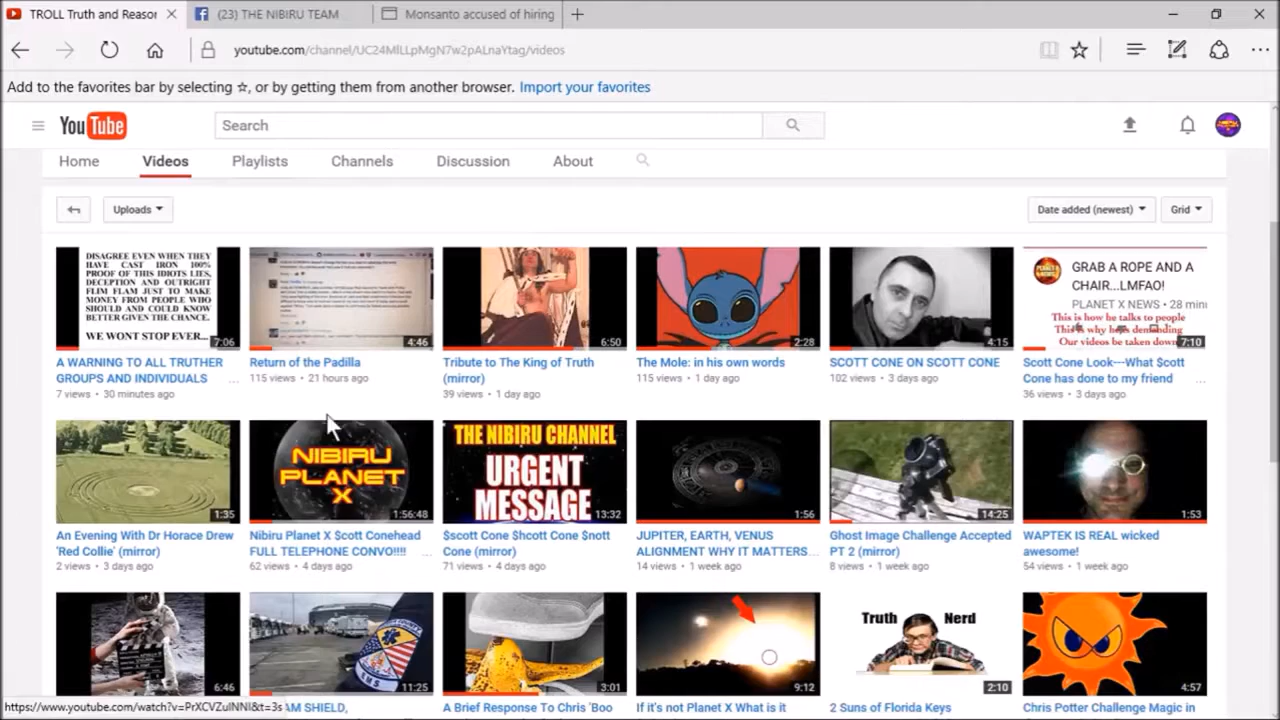 TROLL Truth and Reason
(23) THE NIBIRU TEAM
Monsanto accused of hiring
youtube.com/channel/UC24MlLLpMgN7w2pALnaYtag/videos
Add to the favorites bar by selecting ☆, or by getting them from another browser. Import your favorites
YouTube
Search
Home Videos Playlists Channels Discussion About
Uploads
Date added (newest)
Grid
DISAGREE EVEN WHEN THEY
HAVE CAST IRON 100%
PROOF OF THIS IDIOTS LIES,
DECEPTION AND OUTRIGHT
FLIM FLAM JUST TO MAKE
MONEY FROM PEOPLE WHO
SHOULD AND COULD KNOW
BETTER GIVEN THE CHANCE.
WE WONT STOP EVER...
7:06
A WARNING TO ALL TRUTHER
GROUPS AND INDIVIDUALS ...
7 views • 30 minutes ago
4:46
Return of the Padilla
115 views • 21 hours ago
6:50
Tribute to The King of Truth
(mirror)
39 views • 1 day ago
2:28
The Mole: in his own words
115 views • 1 day ago
4:15
SCOTT CONE ON SCOTT CONE
102 views • 3 days ago
GRAB A ROPE AND A
CHAIR...LMFAO!
PLANET X NEWS • 28 min
This is how he talks to people
This is why hes demanding
Our videos be taken down
7:10
Scott Cone Look---What $cott
Cone has done to my friend ...
36 views • 3 days ago
1:35
An Evening With Dr Horace Drew
'Red Collie' (mirror)
2 views • 3 days ago
NIBIRU
PLANET
X
1:56:48
Nibiru Planet X $cott Conehead
FULL TELEPHONE CONVO!!!! ...
62 views • 4 days ago
THE NIBIRU CHANNEL
URGENT
MESSAGE
13:32
$scott Cone $hcott Cone $nott
Cone (mirror)
71 views • 4 days ago
1:56
JUPITER, EARTH, VENUS
ALIGNMENT WHY IT MATTERS...
14 views • 1 week ago
14:25
Ghost Image Challenge Accepted
PT 2 (mirror)
8 views • 1 week ago
1:53
WAPTEK IS REAL wicked
awesome!
54 views • 1 week ago
6:46
11:25
AM SHIELD,
3:01
A Brief Response To Chris 'Boo
9:12
If it's not Planet X What is it
Truth Nerd
2:10
2 Suns of Florida Keys
4:57
Chris Potter Challenge Magic in
https://www.youtube.com/watch?v=PrXCVZulNNI&t=3s